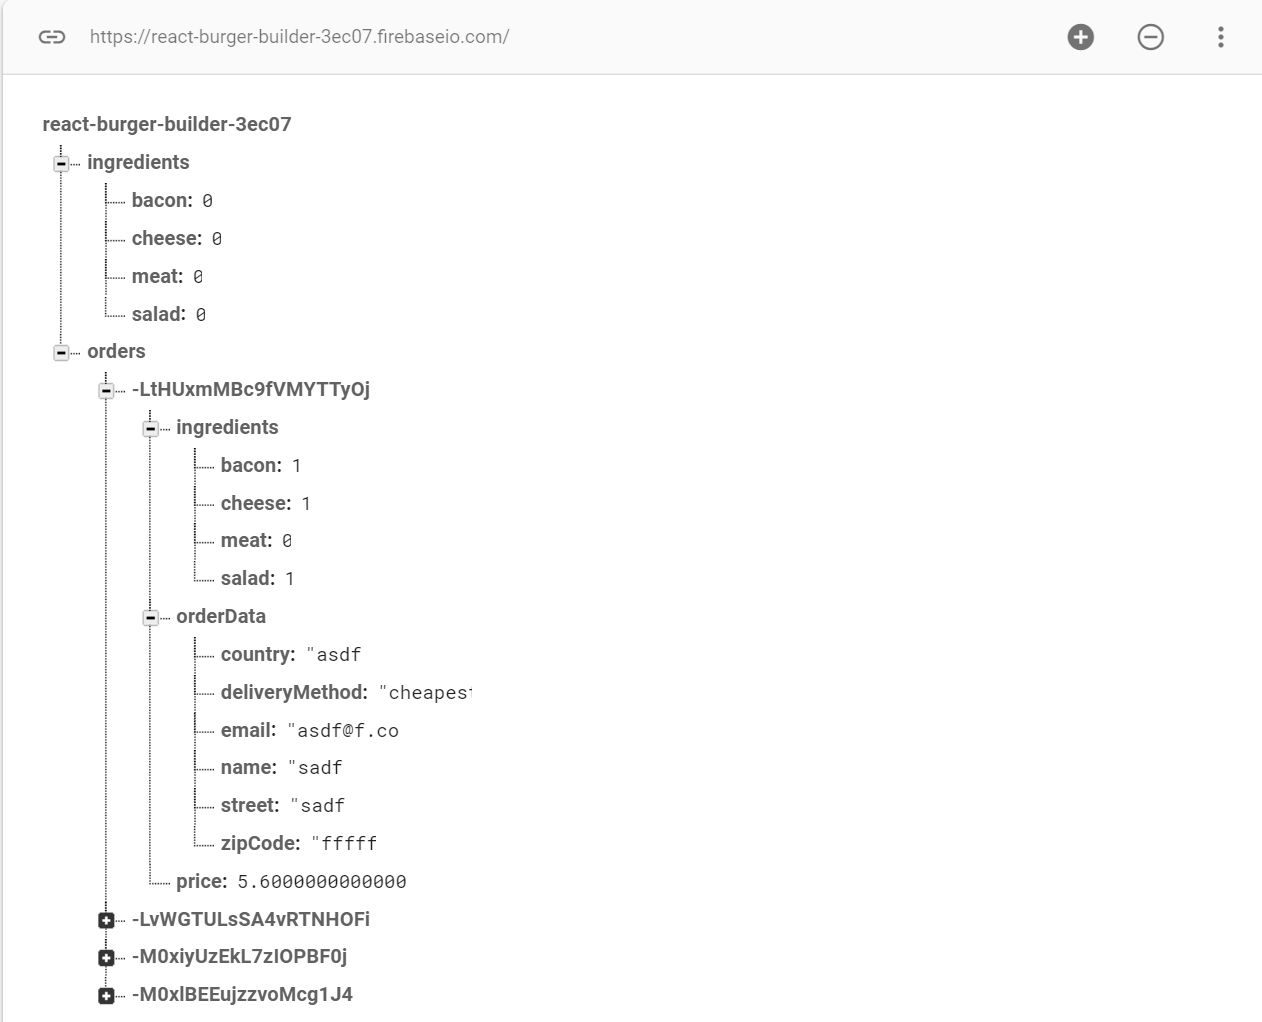 https://react-burger-builder-3ec07.firebaseio.com/
react-burger-builder-3ec07
ingredients
bacon: 0
cheese: 0
meat: 0
salad: 0
orders
-LtHUxmMBc9fVMYTTyOj
ingredients
bacon: 1
cheese: 1
meat: 0
salad: 1
orderData
country: "asdf
deliveryMethod: "cheapest
email: "asdf@f.co
name: "sadf
street: "sadf
zipCode: "fffff
price: 5.6000000000000
-LvWGTULsSA4vRTNHOFi
-M0xiyUzEkL7zIOPBF0j
-M0xlBEEujzzvoMcg1J4